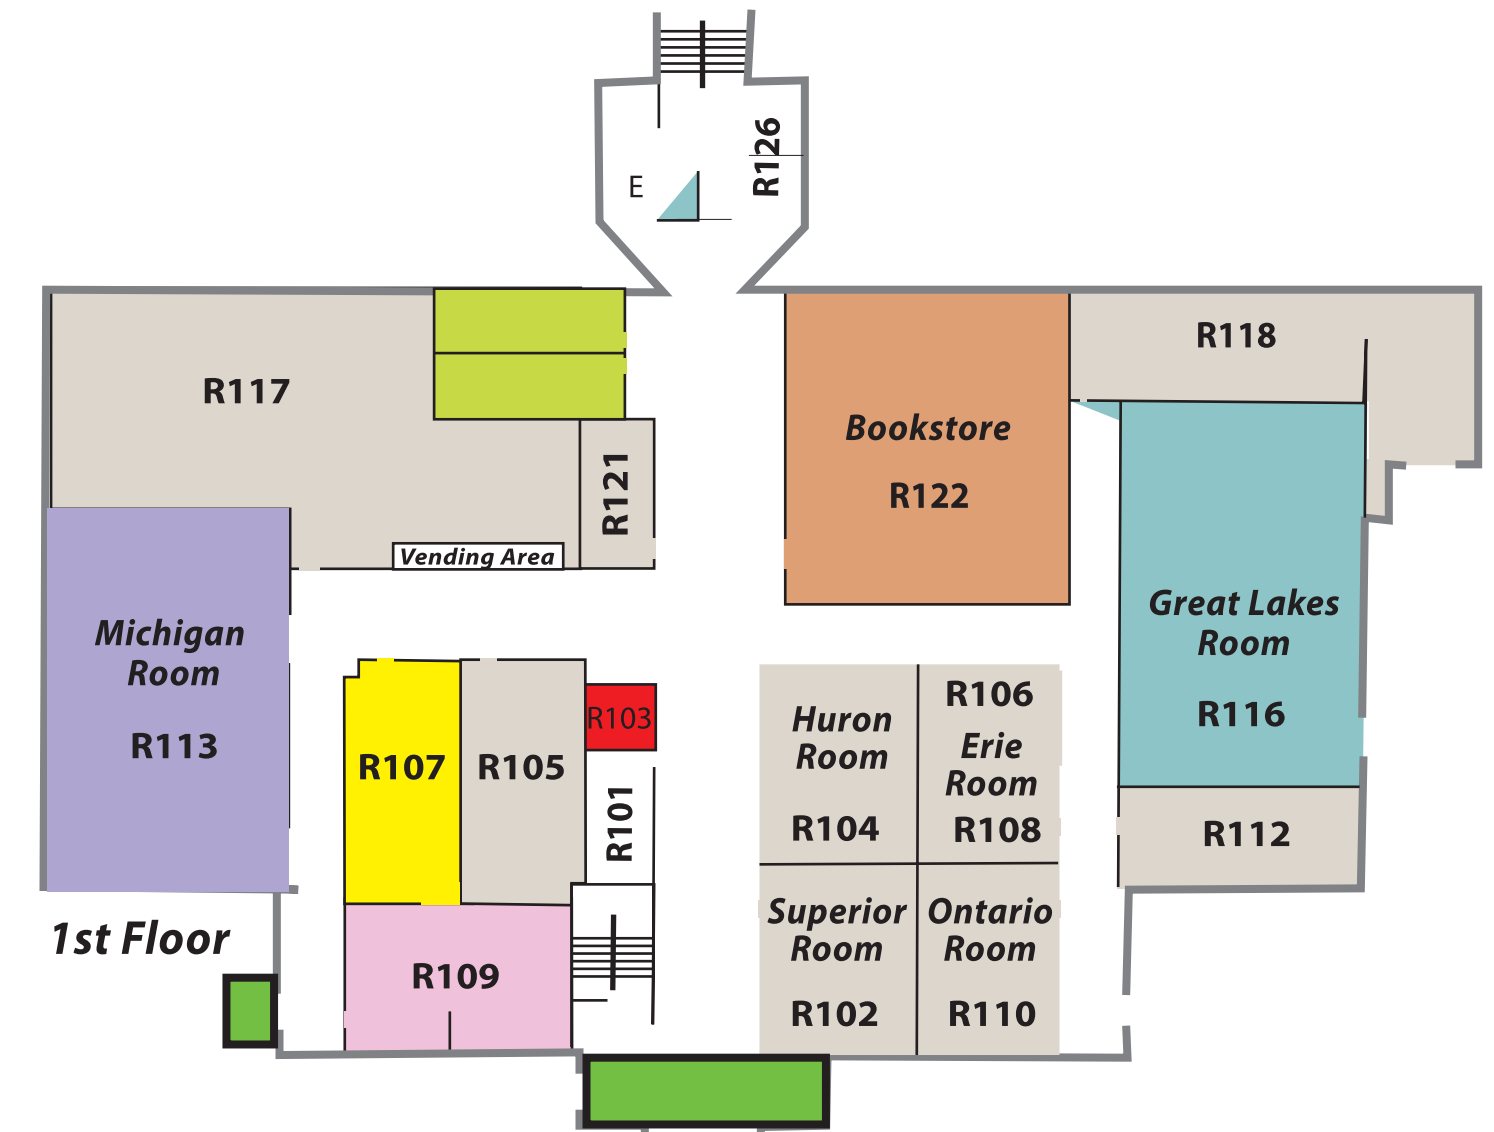 R126
E
R117
R118
Bookstore
R122
R121
Vending Area
Michigan
Room
R113
Great Lakes
Room
R116
R107
R105
R103
R101
Huron
Room
R104
R106
Erie
Room
R108
R112
1st Floor
R109
Superior
Room
R102
Ontario
Room
R110